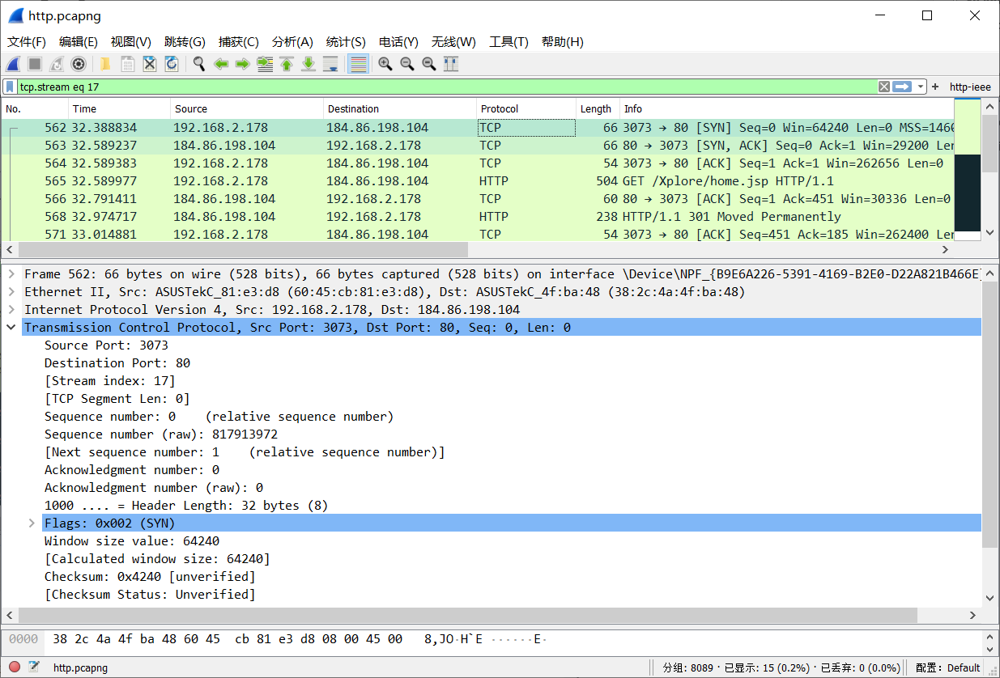 http.pcapng
文件(F) 编辑(E) 视图(V) 跳转(G) 捕获(C) 分析(A) 统计(S) 电话(Y) 无线(W) 工具(T) 帮助(H)
tcp.stream eq 17 + http-ieee
No. Time Source Destination Protocol Length Info
562 32.388834 192.168.2.178 184.86.198.104 TCP 66 3073 → 80 [SYN] Seq=0 Win=64240 Len=0 MSS=1460
563 32.589237 184.86.198.104 192.168.2.178 TCP 66 80 → 3073 [SYN, ACK] Seq=0 Ack=1 Win=29200 Len
564 32.589383 192.168.2.178 184.86.198.104 TCP 54 3073 → 80 [ACK] Seq=1 Ack=1 Win=262656 Len=0
565 32.589977 192.168.2.178 184.86.198.104 HTTP 504 GET /Xplore/home.jsp HTTP/1.1
566 32.791411 184.86.198.104 192.168.2.178 TCP 60 80 → 3073 [ACK] Seq=1 Ack=451 Win=30336 Len=0
568 32.974717 184.86.198.104 192.168.2.178 HTTP 238 HTTP/1.1 301 Moved Permanently
571 33.014881 192.168.2.178 184.86.198.104 TCP 54 3073 → 80 [ACK] Seq=451 Ack=185 Win=262400 Len
Frame 562: 66 bytes on wire (528 bits), 66 bytes captured (528 bits) on interface \Device\NPF_{B9E6A226-5391-4169-B2E0-D22A821B466E}
Ethernet II, Src: ASUSTekC_81:e3:d8 (60:45:cb:81:e3:d8), Dst: ASUSTekC_4f:ba:48 (38:2c:4a:4f:ba:48)
Internet Protocol Version 4, Src: 192.168.2.178, Dst: 184.86.198.104
Transmission Control Protocol, Src Port: 3073, Dst Port: 80, Seq: 0, Len: 0
Source Port: 3073
Destination Port: 80
[Stream index: 17]
[TCP Segment Len: 0]
Sequence number: 0 (relative sequence number)
Sequence number (raw): 817913972
[Next sequence number: 1 (relative sequence number)]
Acknowledgment number: 0
Acknowledgment number (raw): 0
1000 .... = Header Length: 32 bytes (8)
Flags: 0x002 (SYN)
Window size value: 64240
[Calculated window size: 64240]
Checksum: 0x4240 [unverified]
[Checksum Status: Unverified]
0000 38 2c 4a 4f ba 48 60 45 cb 81 e3 d8 08 00 45 00 8,JO·H`E ······E·
http.pcapng 分组: 8089 · 已显示: 15 (0.2%) · 已丢弃: 0 (0.0%) 配置: Default